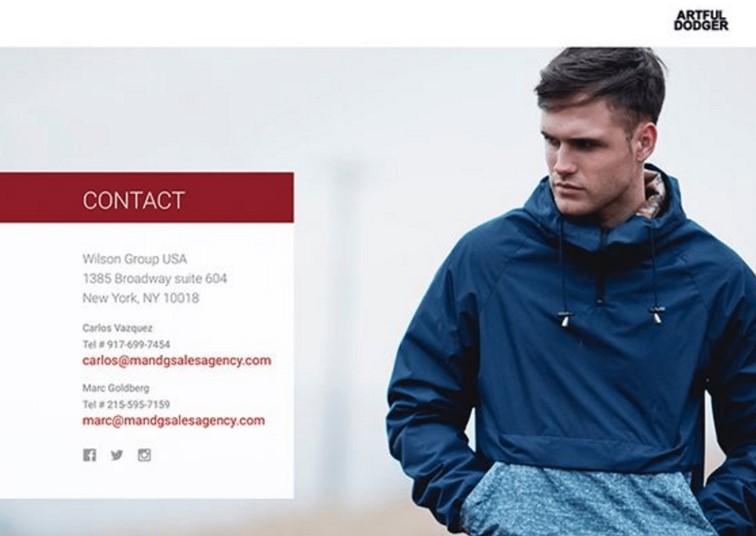 ARTFUL
DODGER
CONTACT
Wilson Group USA
1385 Broadway suite 604
New York, NY 10018
Carlos Vazquez
Tel # 917-699-7454
carlos@mandgsalesagency.com
Marc Goldberg
Tel # 215-595-7159
marc@mandgsalesagency.com